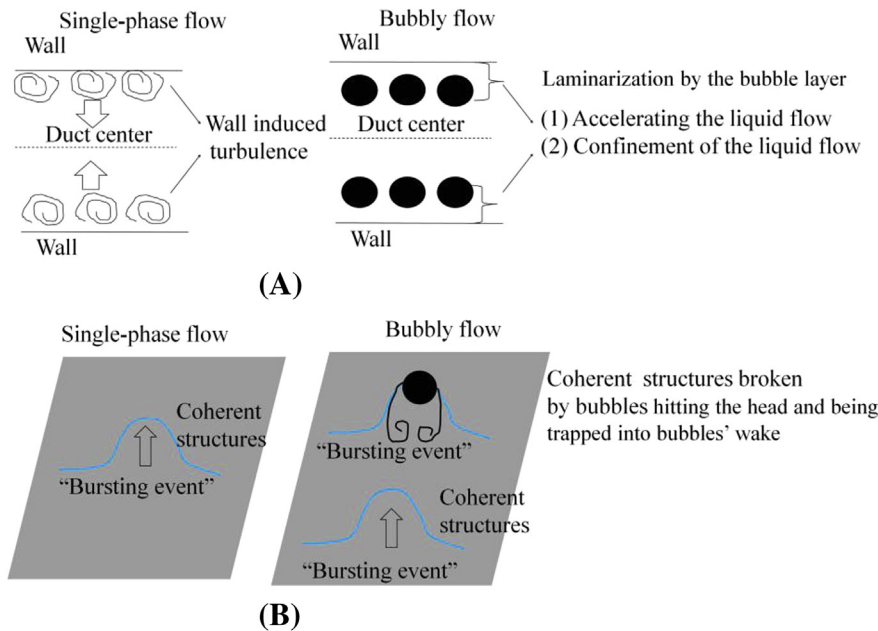 Single-phase flow
Wall
Duct center
Wall
Wall induced
turbulence
Bubbly flow
Wall
Duct center
Wall
Laminarization by the bubble layer
(1) Accelerating the liquid flow
(2) Confinement of the liquid flow
(A)
Single-phase flow
Coherent
structures
“Bursting event”
Bubbly flow
“Bursting event”
Coherent
structures
“Bursting event”
Coherent structures broken
by bubbles hitting the head and being
trapped into bubbles’ wake
(B)